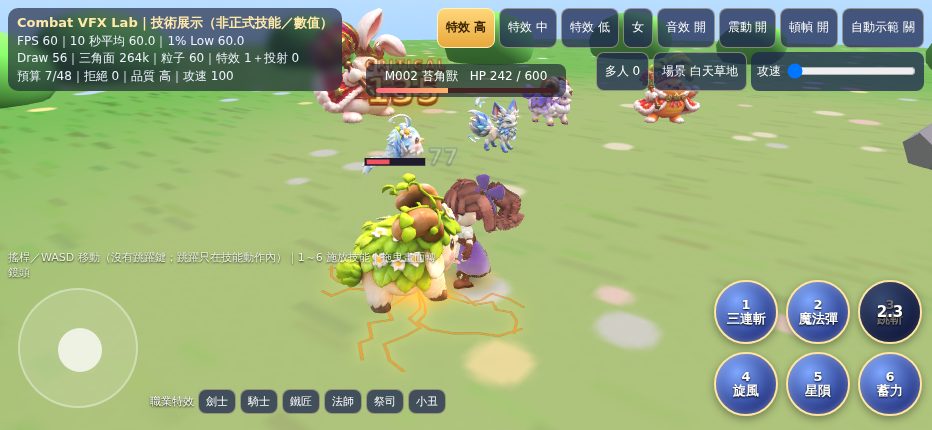 Combat VFX Lab｜技術展示（非正式技能／數值）
FPS 60｜10 秒平均 60.0｜1% Low 60.0
Draw 56｜三角面 264k｜粒子 60｜特效 1＋投射 0
預算 7/48｜拒絕 0｜品質 高｜攻速 100
特效 高
特效 中
特效 低
女
音效 開
震動 開
頓幀 開
自動示範 關
多人 0
場景 白天草地
攻速
M002 苔角獸 HP 242 / 600
77
搖桿／WASD 移動（沒有跳躍鍵；跳躍只在技能動作內）｜1～6 施放技能
鏡頭
1
三連斬
2
魔法彈
2.3
4
旋風
5
星隕
6
蓄力
職業特效
劍士
騎士
鐵匠
法師
祭司
小丑